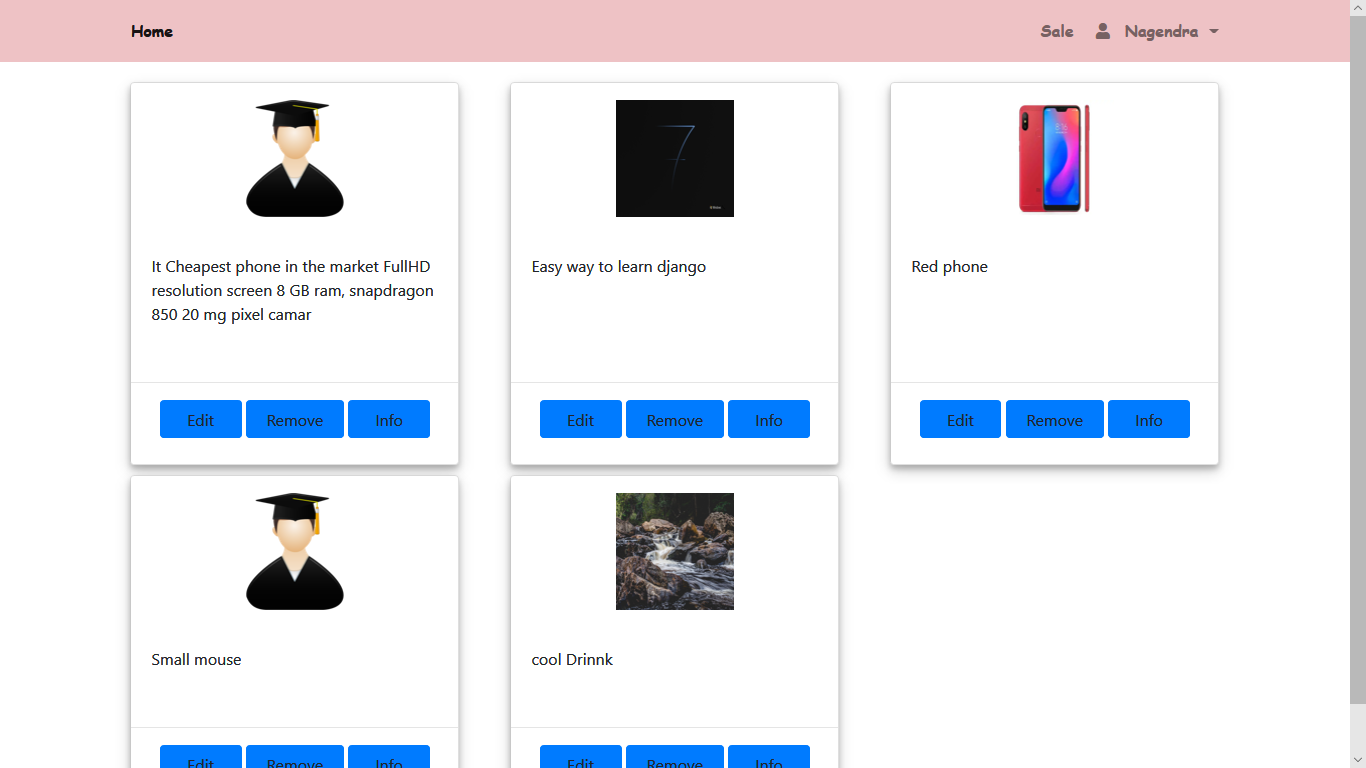 Home
Sale
Nagendra
It Cheapest phone in the market FullHD
resolution screen 8 GB ram, snapdragon
850 20 mg pixel camar
Edit Remove Info
7
Easy way to learn django
Edit Remove Info
Red phone
Edit Remove Info
Small mouse
Edit Remove Info
cool Drinnk
Edit Remove Info